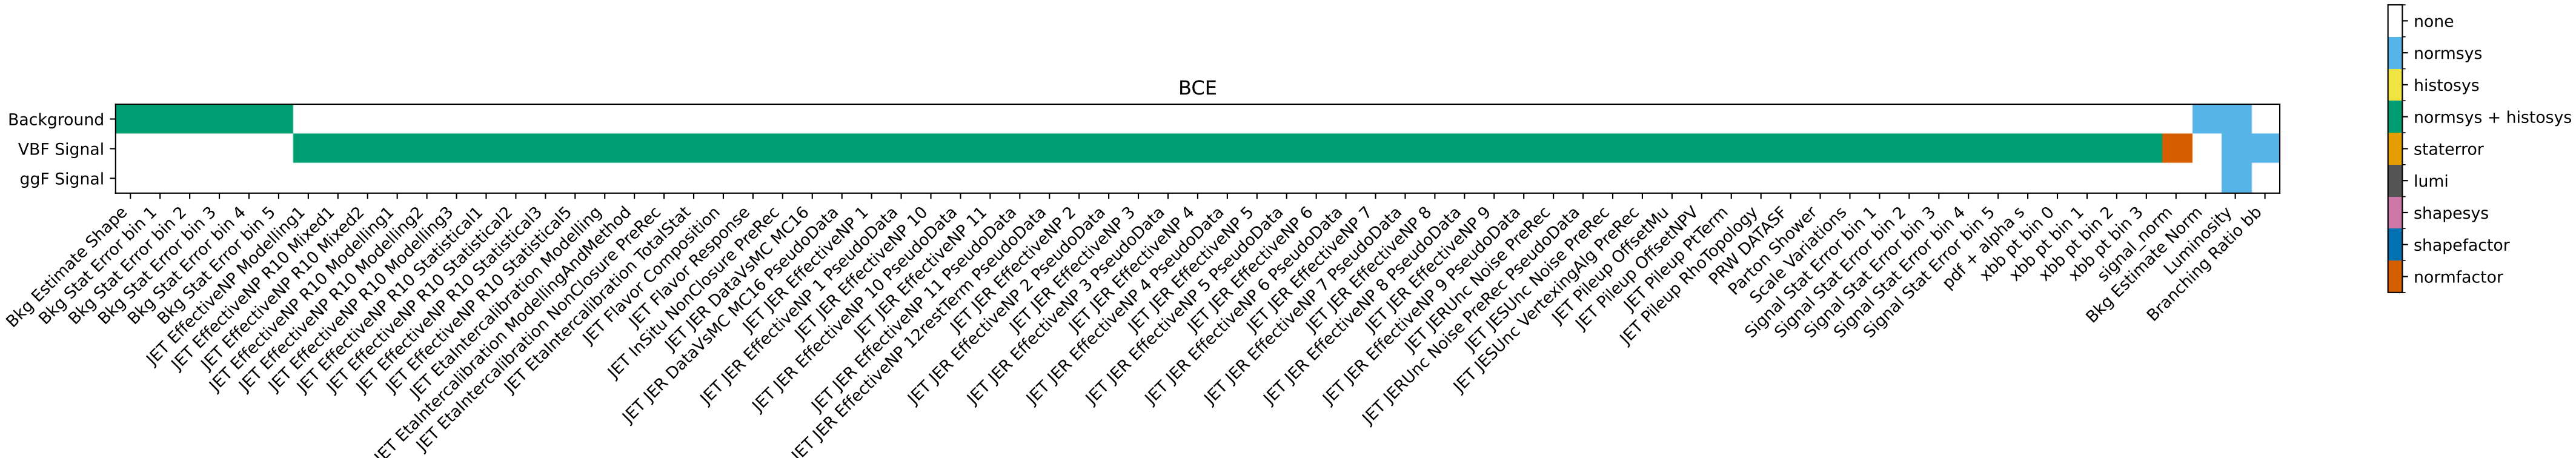 BCE
Background
VBF Signal
ggF Signal
Bkg Estimate Shape
Bkg Stat Error bin 1
Bkg Stat Error bin 2
Bkg Stat Error bin 3
Bkg Stat Error bin 4
Bkg Stat Error bin 5
JET EffectiveNP Modelling1
JET EffectiveNP R10 Mixed1
JET EffectiveNP R10 Mixed2
JET EffectiveNP R10 Modelling1
JET EffectiveNP R10 Modelling2
JET EffectiveNP R10 Modelling3
JET EffectiveNP R10 Statistical1
JET EffectiveNP R10 Statistical2
JET EffectiveNP R10 Statistical3
JET EffectiveNP R10 Statistical5
JET EtaIntercalibration Modelling
JET EtaIntercalibration ModellingAndMethod
JET EtaIntercalibration NonClosure PreRec
JET EtaIntercalibration TotalStat
JET Flavor Composition
JET Flavor Response
JET InSitu NonClosure PreRec
JET JER DataVsMC MC16
JET JER DataVsMC MC16 PseudoData
JET JER EffectiveNP 1
JET JER EffectiveNP 1 PseudoData
JET JER EffectiveNP 10
JET JER EffectiveNP 10 PseudoData
JET JER EffectiveNP 11
JET JER EffectiveNP 11 PseudoData
JET JER EffectiveNP 12restTerm PseudoData
JET JER EffectiveNP 2
JET JER EffectiveNP 2 PseudoData
JET JER EffectiveNP 3
JET JER EffectiveNP 3 PseudoData
JET JER EffectiveNP 4
JET JER EffectiveNP 4 PseudoData
JET JER EffectiveNP 5
JET JER EffectiveNP 5 PseudoData
JET JER EffectiveNP 6
JET JER EffectiveNP 6 PseudoData
JET JER EffectiveNP 7
JET JER EffectiveNP 7 PseudoData
JET JER EffectiveNP 8
JET JER EffectiveNP 8 PseudoData
JET JER EffectiveNP 9
JET JER EffectiveNP 9 PseudoData
JET JERUnc Noise PreRec
JET JERUnc Noise PreRec PseudoData
JET JESUnc Noise PreRec
JET JESUnc VertexingAlg PreRec
JET Pileup OffsetMu
JET Pileup OffsetNPV
JET Pileup PtTerm
JET Pileup RhoTopology
PRW DATASF
Parton Shower
Scale Variations
Signal Stat Error bin 1
Signal Stat Error bin 2
Signal Stat Error bin 3
Signal Stat Error bin 4
Signal Stat Error bin 5
pdf + alpha s
xbb pt bin 0
xbb pt bin 1
xbb pt bin 2
xbb pt bin 3
signal_norm
Bkg Estimate Norm
Luminosity
Branching Ratio bb
none
normsys
histosys
normsys + histosys
staterror
lumi
shapesys
shapefactor
normfactor